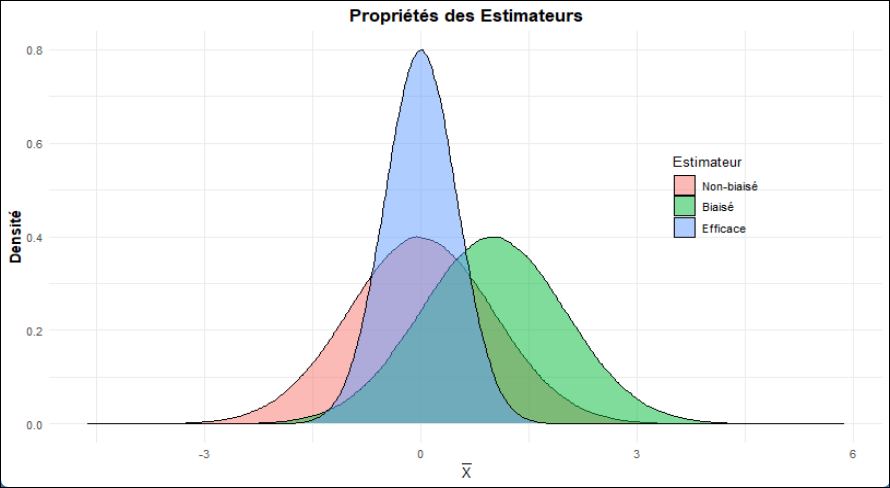 Propriétés des Estimateurs
0.8
0.6
0.4
0.2
0.0
Densité
Estimateur
Non-biaisé
Biaisé
Efficace
-3
0
3
6
X̅